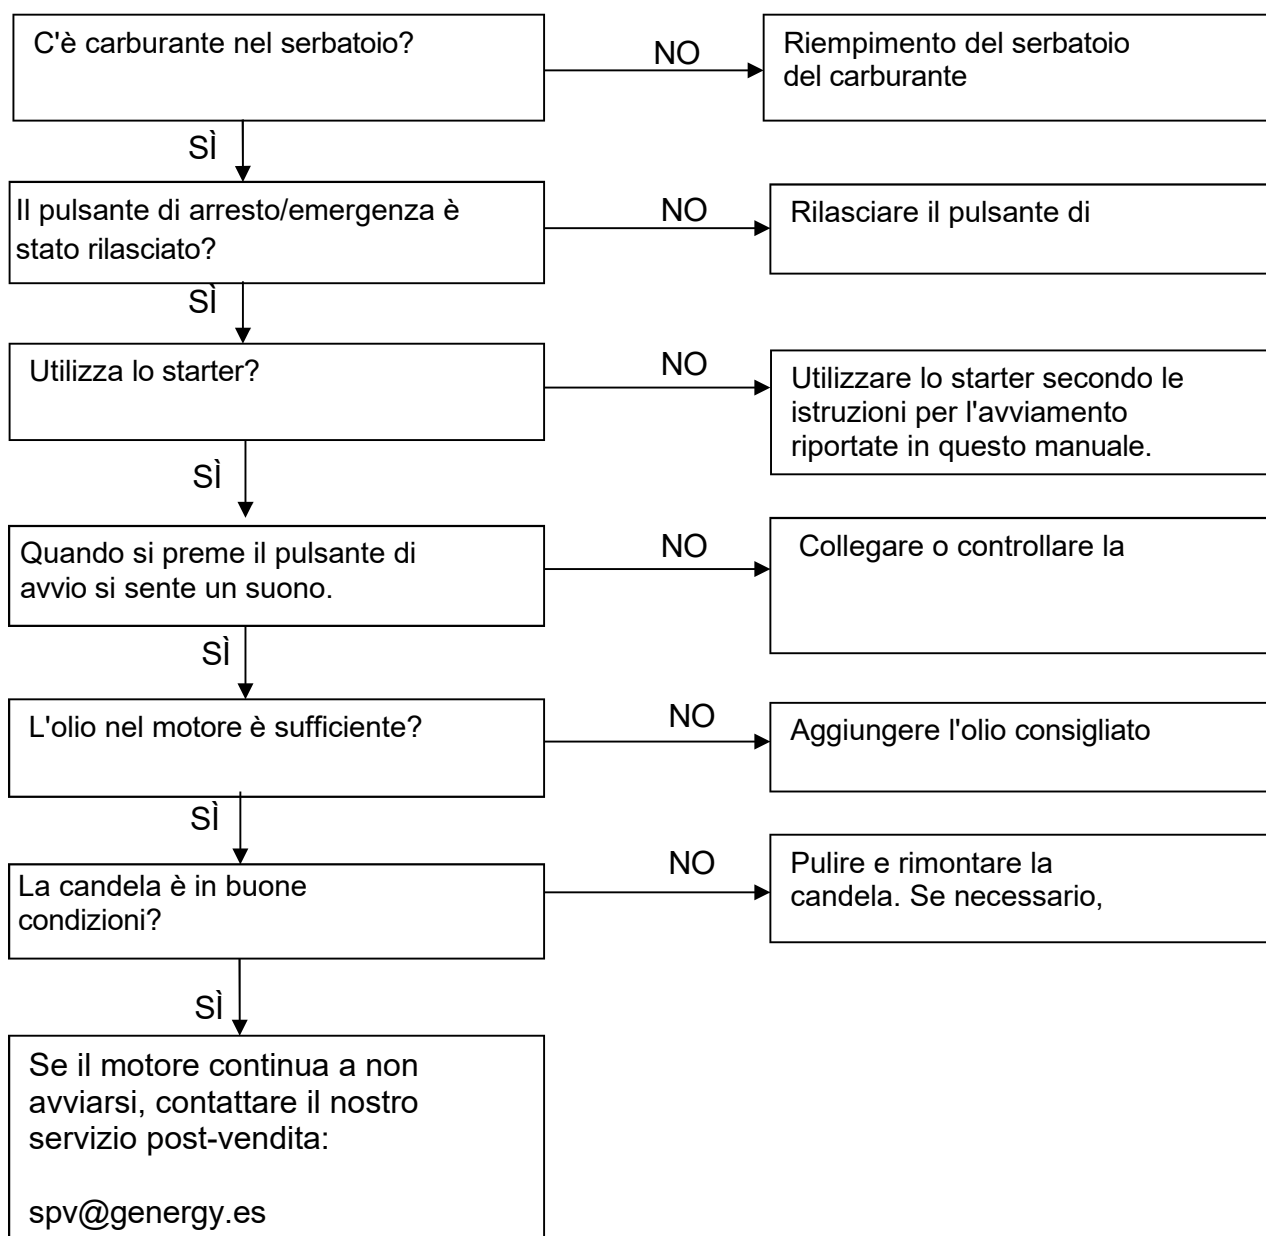 C'è carburante nel serbatoio?
NO
Riempimento del serbatoio
del carburante
SÌ
Il pulsante di arresto/emergenza è
stato rilasciato?
NO
Rilasciare il pulsante di
SÌ
Utilizza lo starter?
NO
Utilizzare lo starter secondo le
istruzioni per l'avviamento
riportate in questo manuale.
SÌ
Quando si preme il pulsante di
avvio si sente un suono.
NO
Collegare o controllare la
SÌ
L'olio nel motore è sufficiente?
NO
Aggiungere l'olio consigliato
SÌ
La candela è in buone
condizioni?
NO
Pulire e rimontare la
candela. Se necessario,
SÌ
Se il motore continua a non
avviarsi, contattare il nostro
servizio post-vendita:
spv@genergy.es